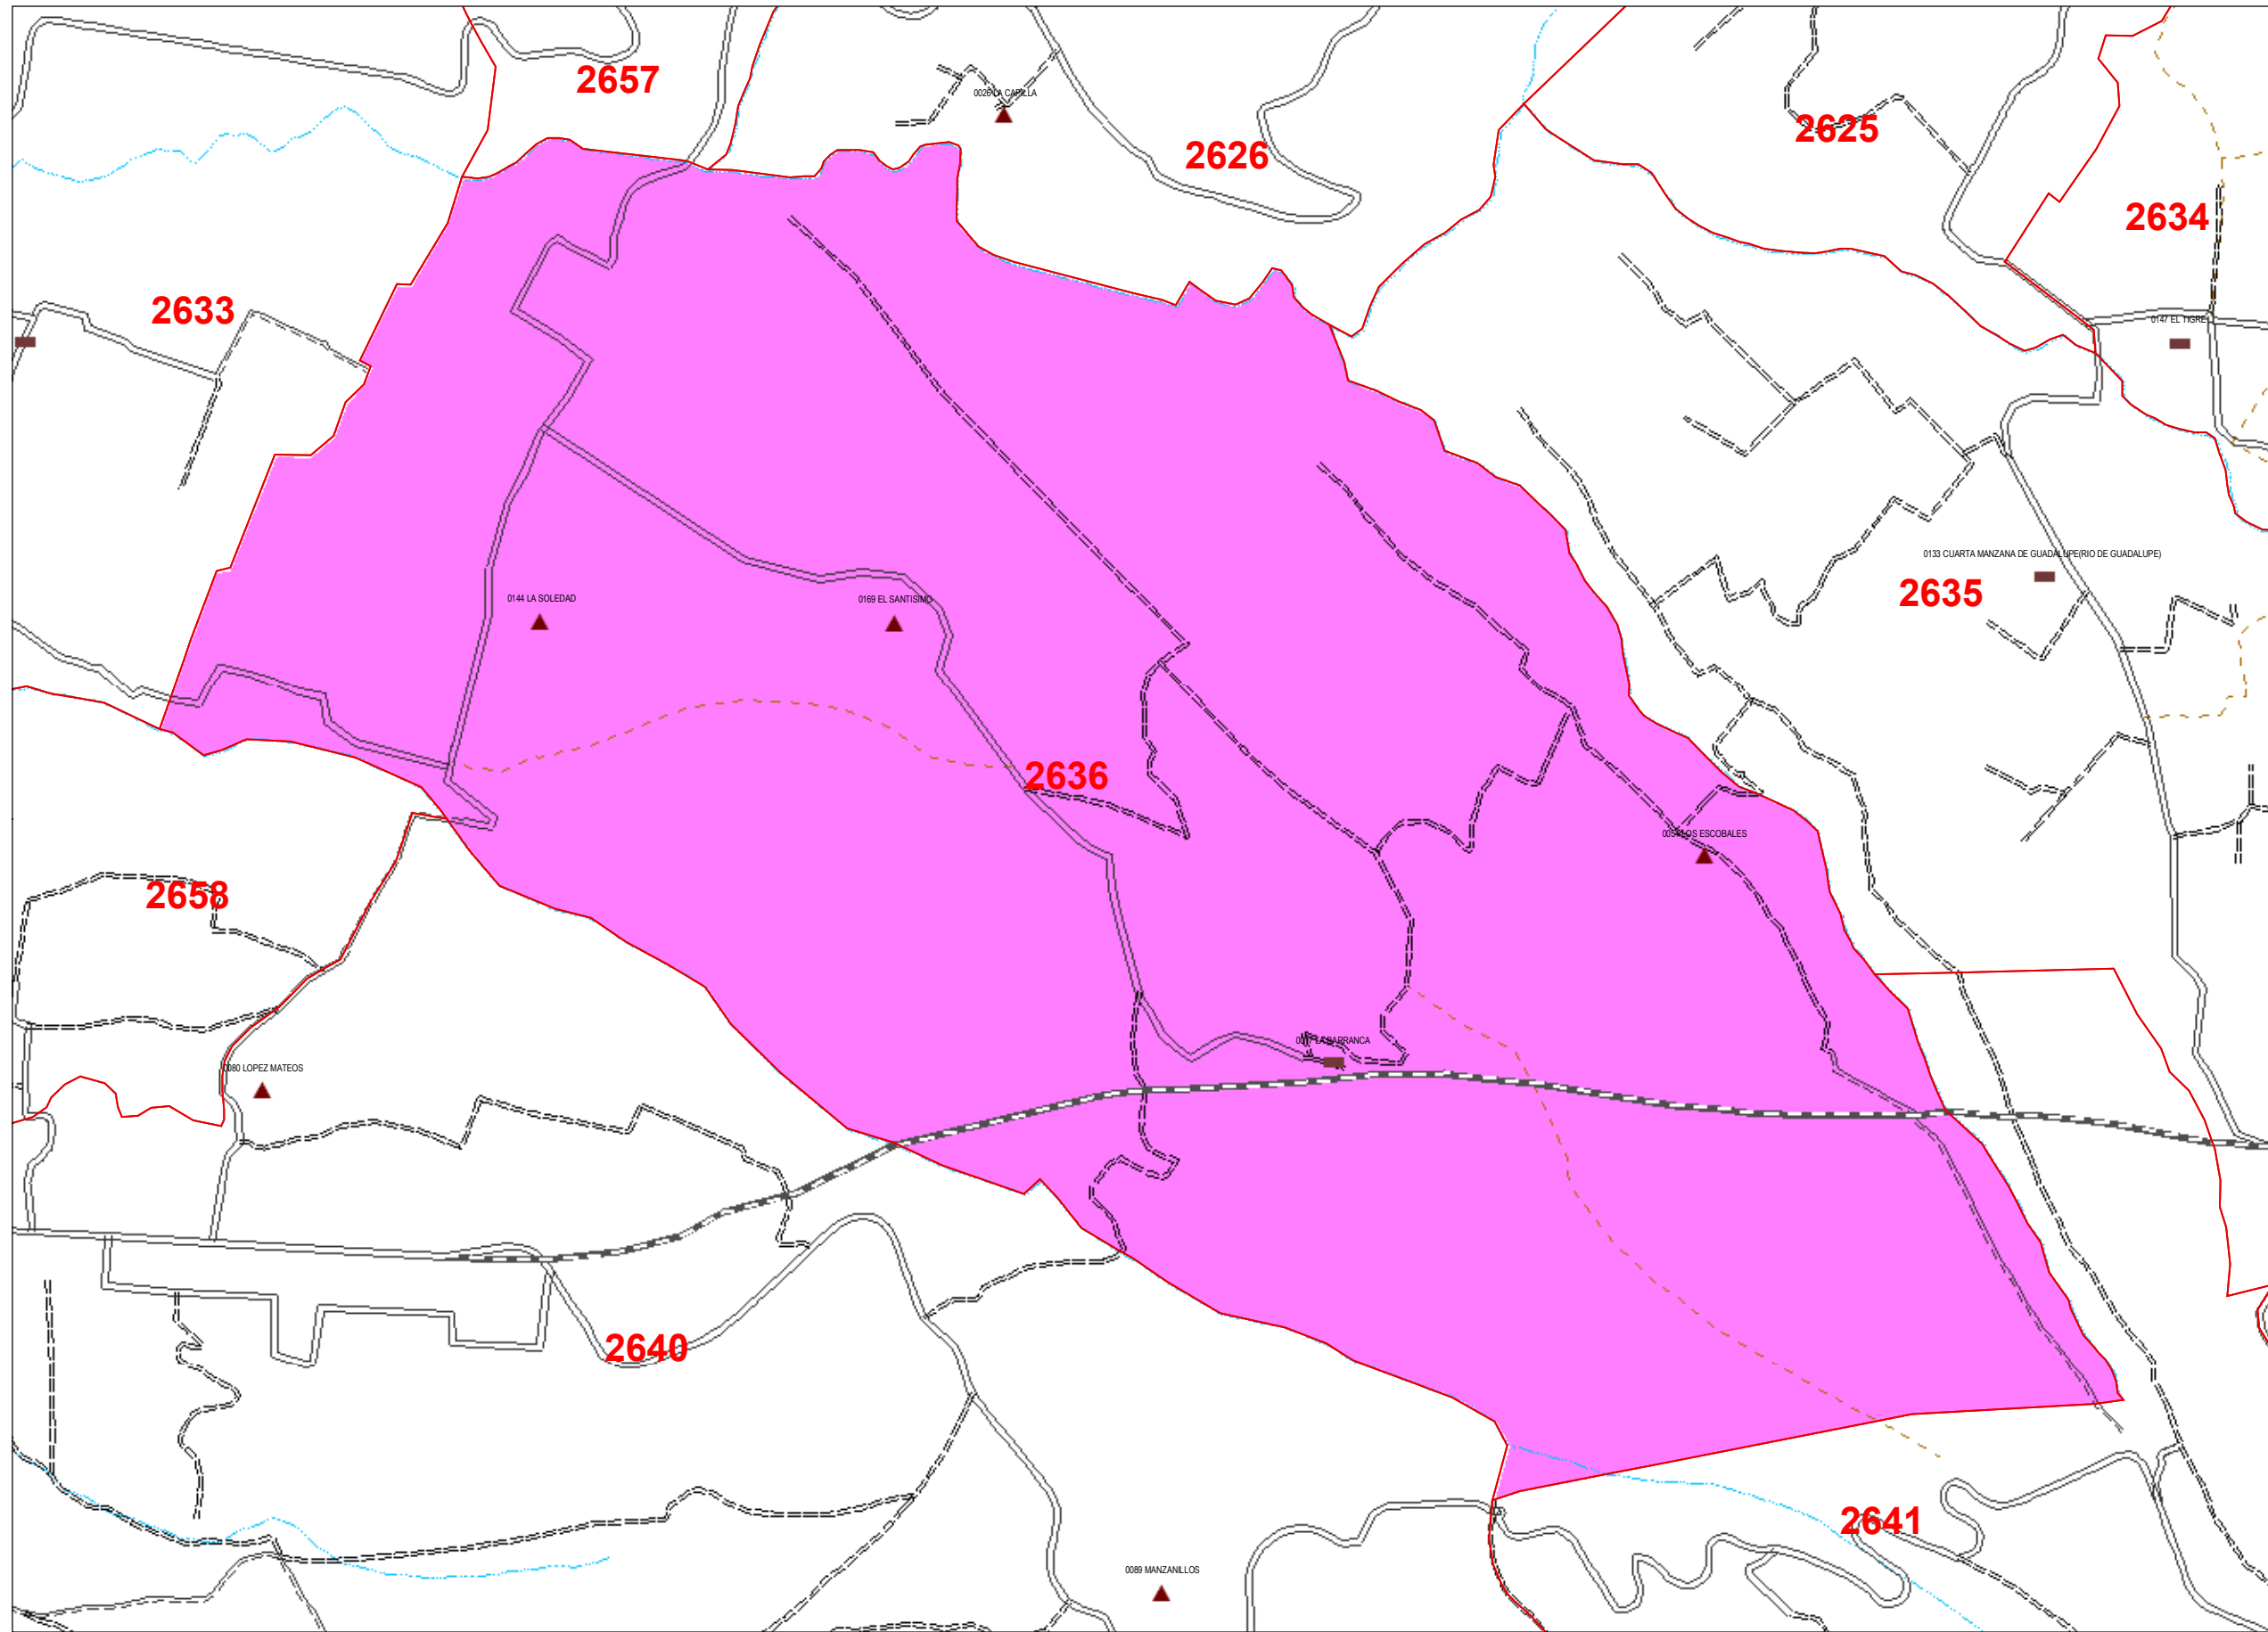 2657
0026 LA CAPILLA
2626
2625
2634
2633
0147 EL TIGRE
0133 CUARTA MANZANA DE GUADALUPE(RIO DE GUADALUPE)
2635
0144 LA SOLEDAD
0169 EL SANTISIMO
2636
0054 LOS ESCOBALES
2658
LA BARRANCA
0080 LOPEZ MATEOS
2640
2641
0089 MANZANILLOS